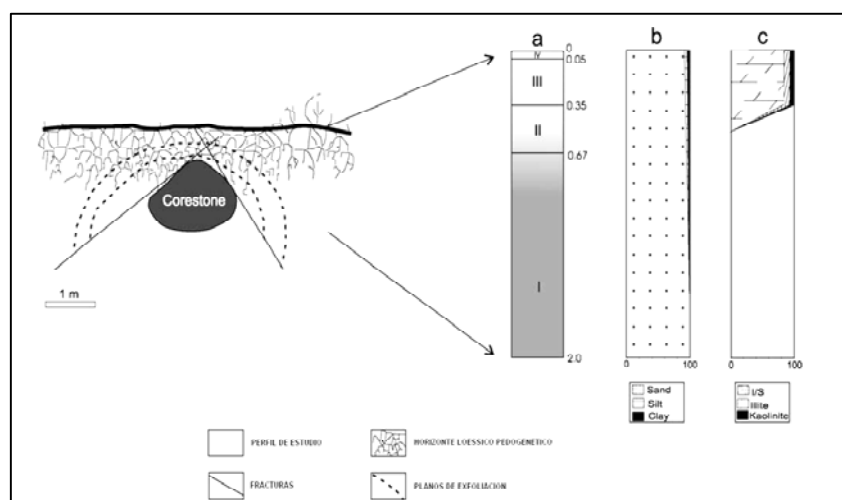 a
b
c
0
IV
0.05
III
0.35
II
0.67
I
2.0
Corestone
1 m
0
100
0
100
Sand
Silt
Clay
I/S
Illite
Kaolinite
PERFIL DE ESTUDIO
HORIZONTE LOESSICO PEDOGENETICO
FRACTURAS
PLANOS DE EXFOLIACION